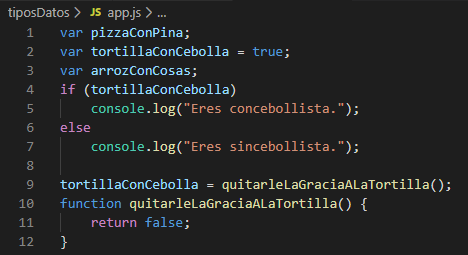 tiposDatos > JS app.js > ...
1 var pizzaConPina;
2 var tortillaConCebolla = true;
3 var arrozConCosas;
4 if (tortillaConCebolla)
5     console.log("Eres concebollista.");
6 else
7     console.log("Eres sincebollista.");
8
9 tortillaConCebolla = quitarleLaGraciaALaTortilla();
10 function quitarleLaGraciaALaTortilla() {
11     return false;
12 }